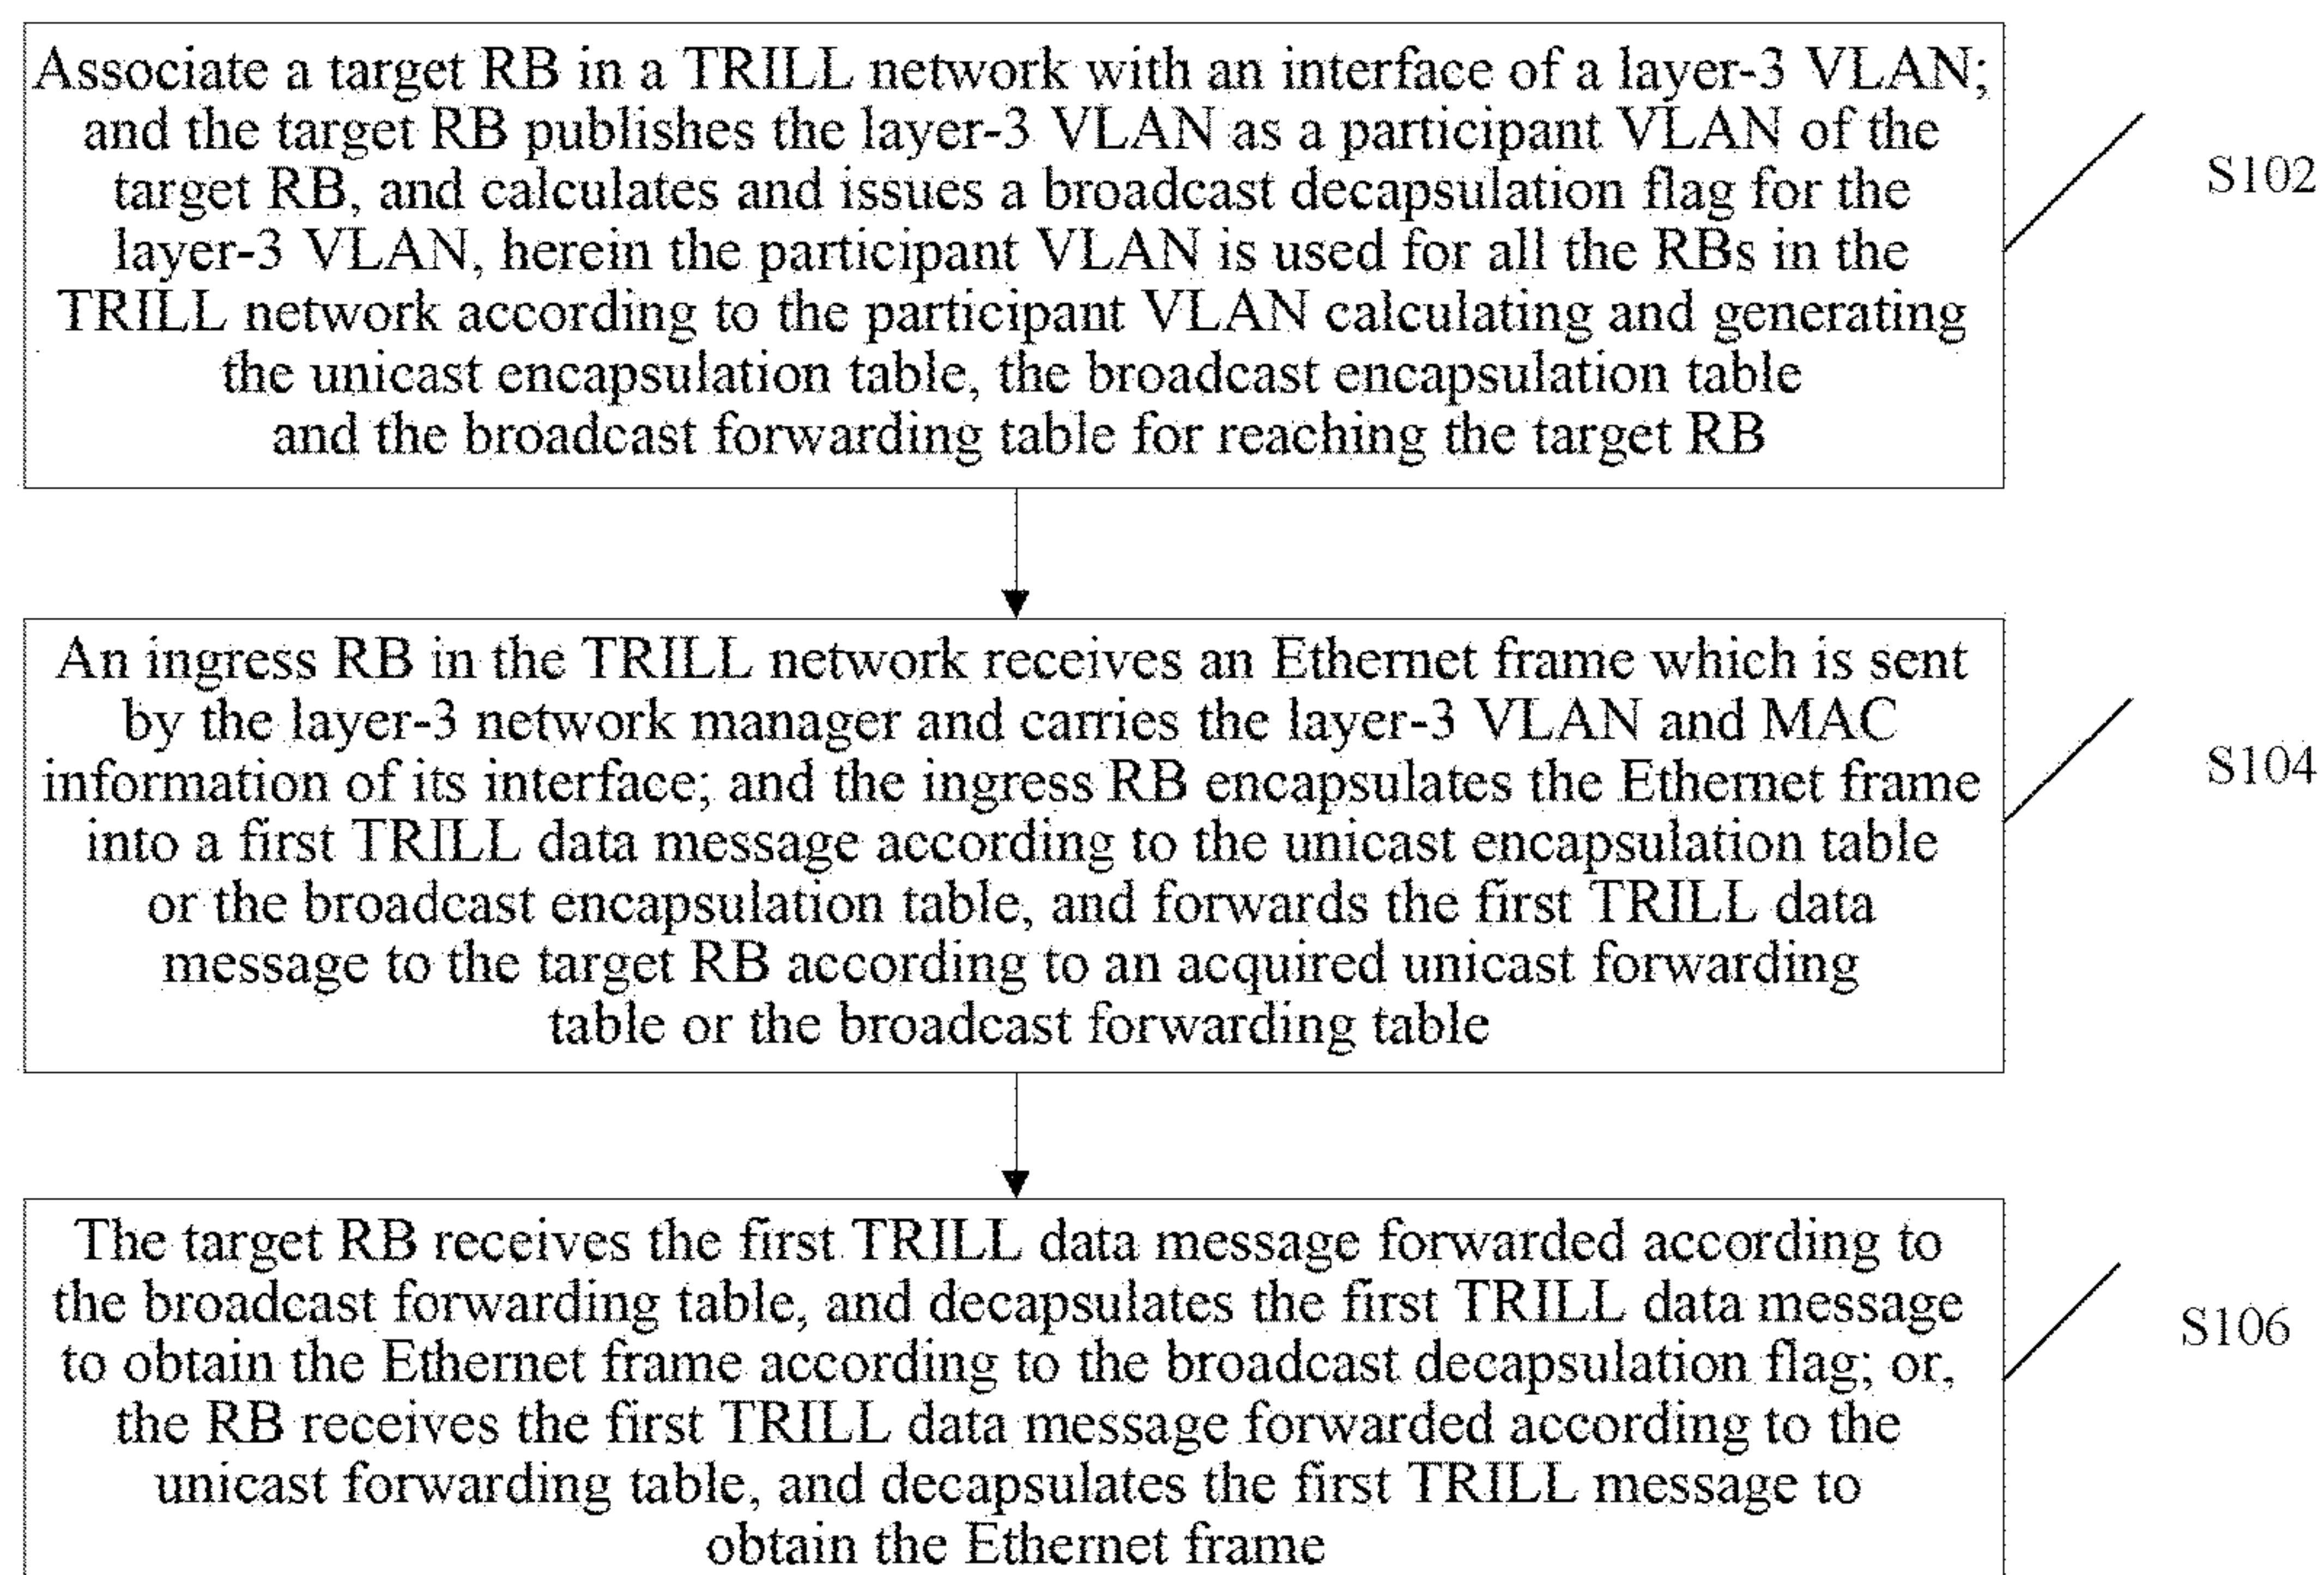 Associate a target RB in a TRILL network with an interface of a layer-3 VLAN;
and the target RB publishes the layer-3 VLAN as a participant VLAN of the
target RB, and calculates and issues a broadcast decapsulation flag for the
layer-3 VLAN, herein the participant VLAN is used for all the RBs in the
TRILL network according to the participant VLAN calculating and generating
the unicast encapsulation table, the broadcast encapsulation table
and the broadcast forwarding table for reaching the target RB
S102
An ingress RB in the TRILL network receives an Ethernet frame which is sent
by the layer-3 network manager and carries the layer-3 VLAN and MAC
information of its interface; and the ingress RB encapsulates the Ethernet frame
into a first TRILL data message according to the unicast encapsulation table
or the broadcast encapsulation table, and forwards the first TRILL data
message to the target RB according to an acquired unicast forwarding
table or the broadcast forwarding table
S104
The target RB receives the first TRILL data message forwarded according to
the broadcast forwarding table, and decapsulates the first TRILL data message
to obtain the Ethernet frame according to the broadcast decapsulation flag; or,
the RB receives the first TRILL data message forwarded according to the
unicast forwarding table, and decapsulates the first TRILL message to
obtain the Ethernet frame
S106